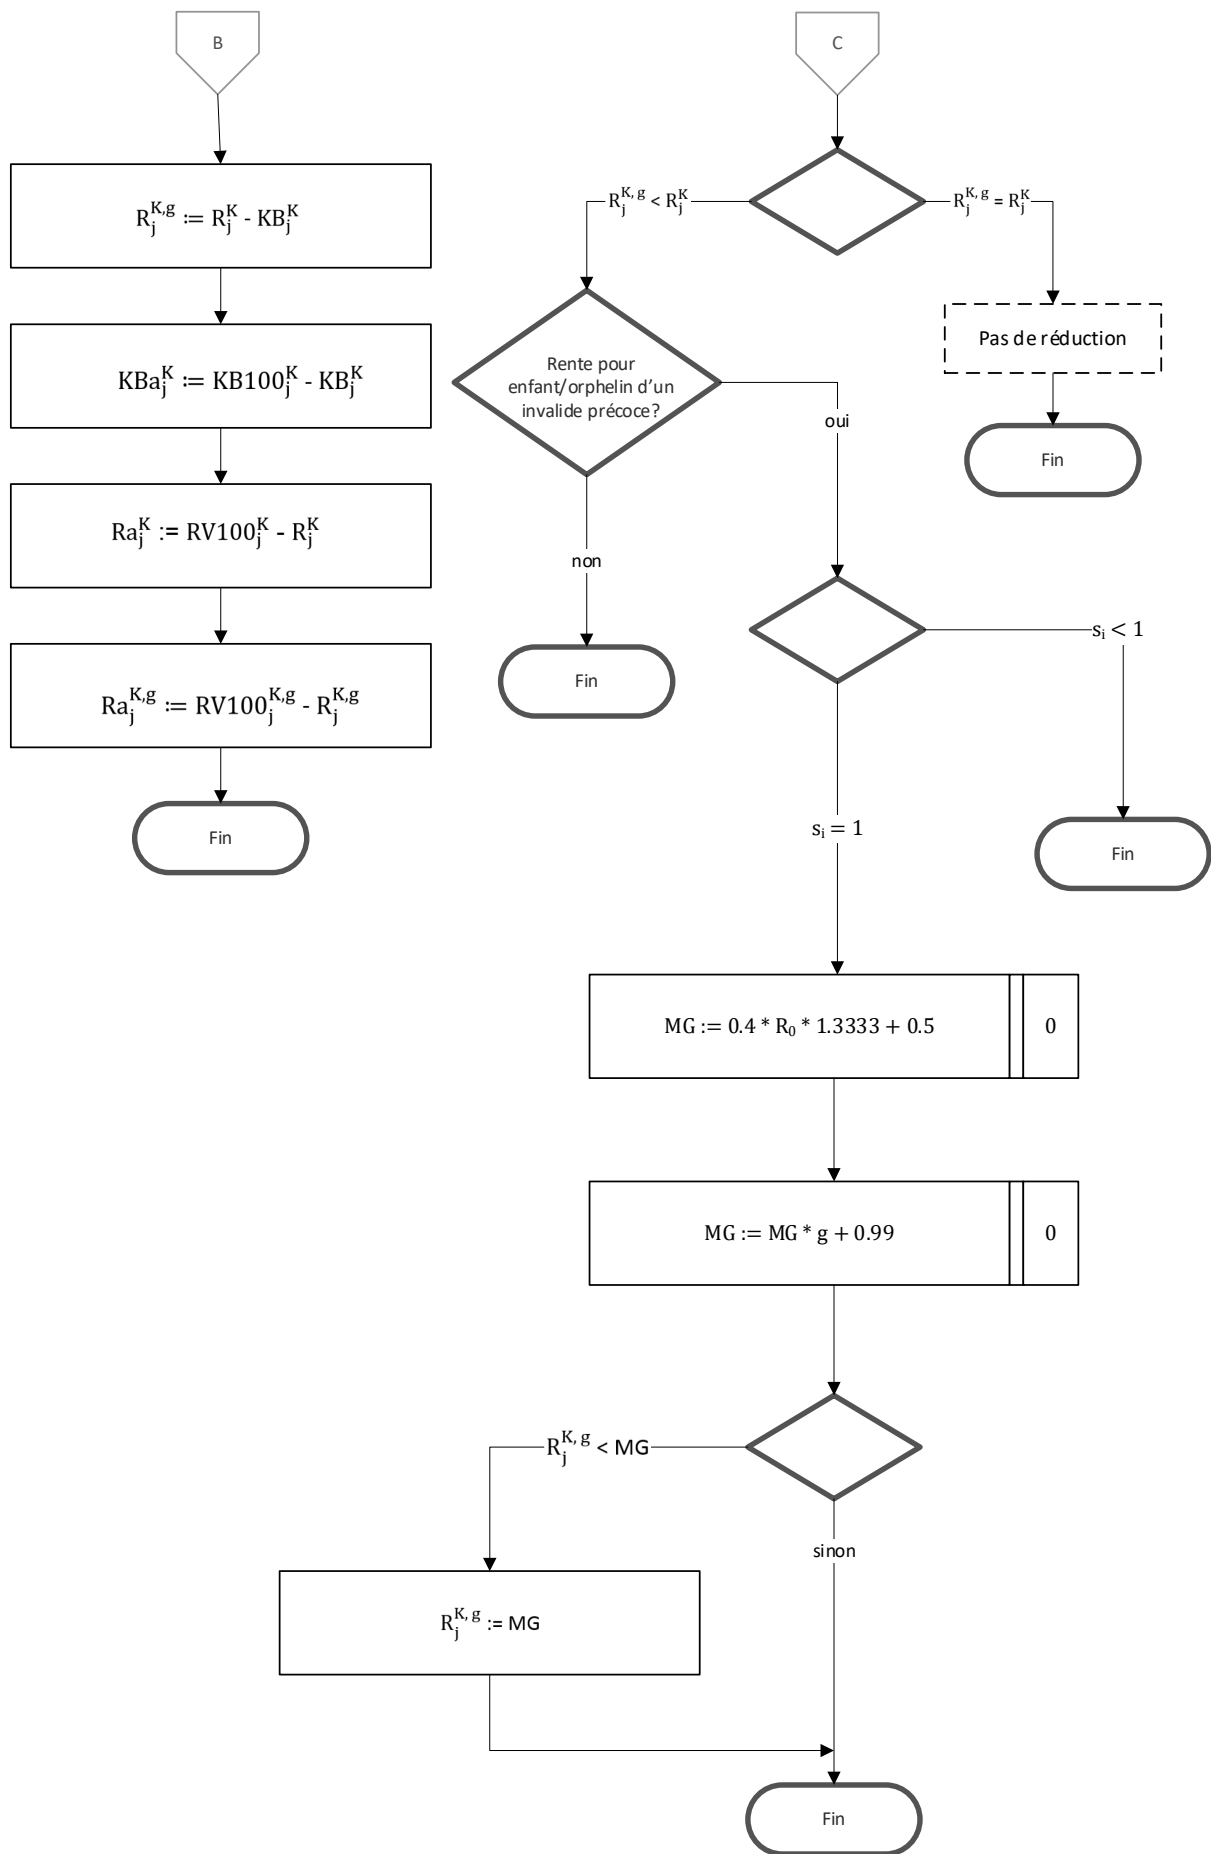 B
R_j^{K,g} := R_j^K - KB_j^K
KBa_j^K := KB100_j^K - KB_j^K
Ra_j^K := RV100_j^K - R_j^K
Ra_j^{K,g} := RV100_j^{K,g} - R_j^{K,g}
Fin
C
R_j^{K, g} < R_j^K
R_j^{K, g} = R_j^K
Pas de réduction
Fin
Rente pour
enfant/orphelin d'un
invalide précoce?
oui
non
Fin
s_i < 1
Fin
s_i = 1
MG := 0.4 * R_0 * 1.3333 + 0.5
0
MG := MG * g + 0.99
0
R_j^{K, g} < MG
sinon
R_j^{K, g} := MG
Fin